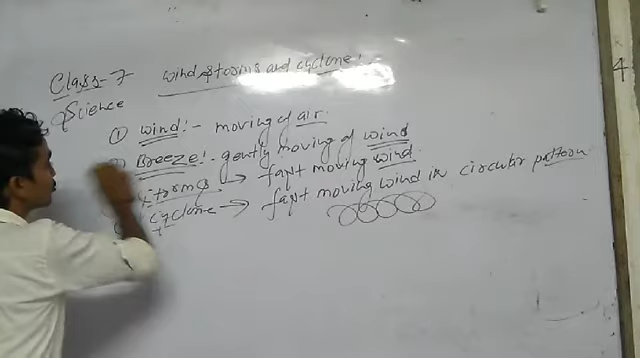 Class-7 wind, storms and cyclone:
Science
① wind:- moving of air.
② Breeze:- gently moving of wind
storms → fast moving wind.
cyclone → fast moving wind in circular pattern
4